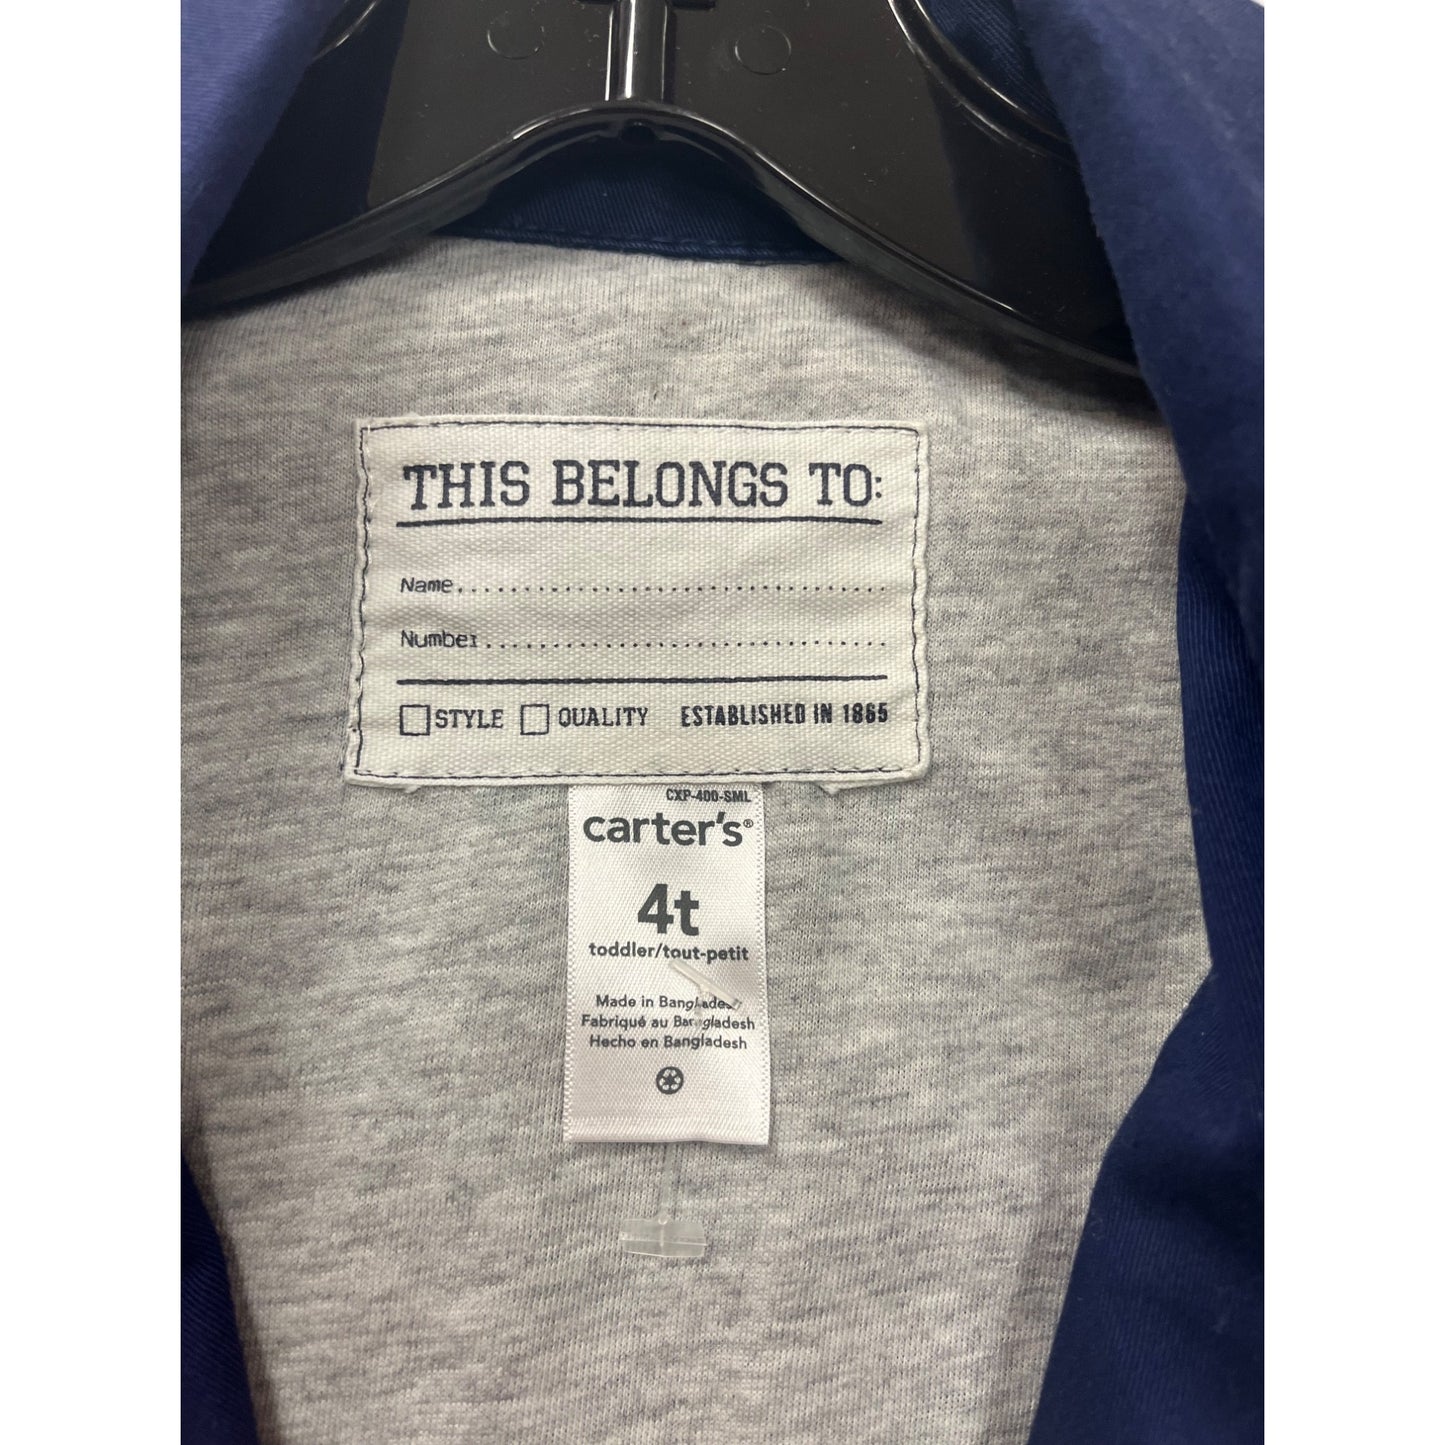 THIS BELONGS TO:
Name..............................
Number..............................
STYLE QUALITY ESTABLISHED IN 1865
CXP-400-SML
carter's®
4t
toddler/tout-petit
Made in Bangladesh
Fabriqué au Bangladesh
Hecho en Bangladesh